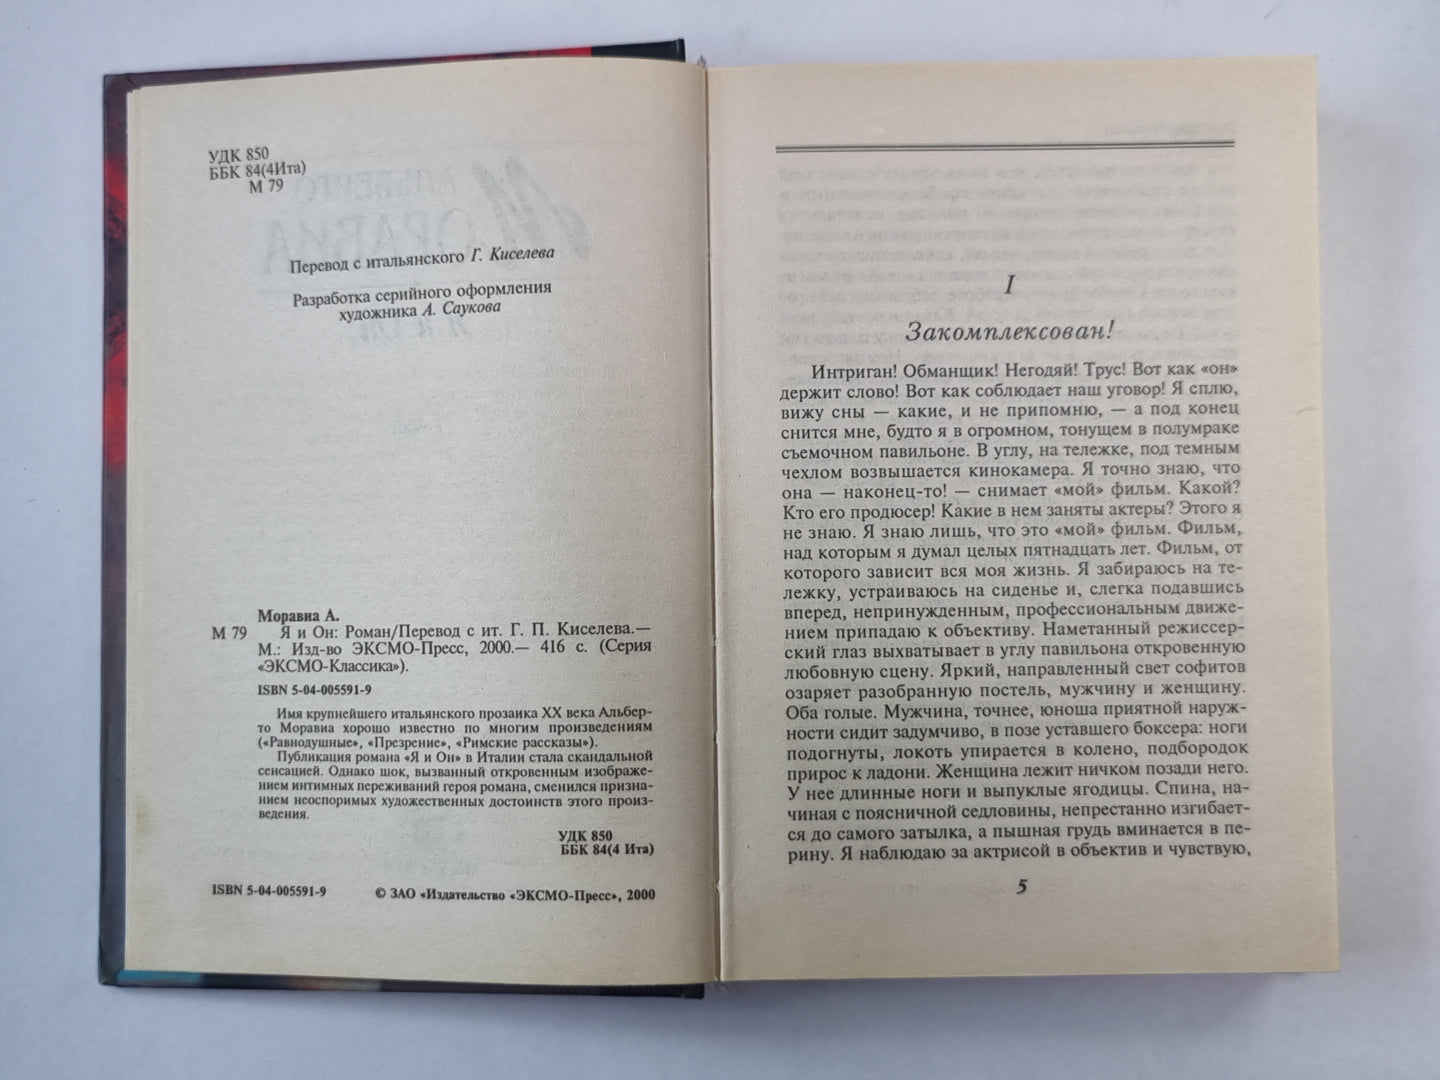 УДК 850
ББК 84(4Ита)
М 79
Перевод с итальянского Г. Киселева
Разработка серийного оформления
художника А. Саукова
Моравиа А.
М 79 Я и Он: Роман/Перевод с ит. Г. П. Киселева.—
М.: Изд-во ЭКСМО-Пресс, 2000.— 416 с. (Серия
«ЭКСМО-Классика»).
ISBN 5-04-005591-9
Имя крупнейшего итальянского прозаика XX века Альбер-
то Моравиа хорошо известно по многим произведениям
(«Равнодушные», «Презрение», «Римские рассказы»).
Публикация романа «Я и Он» в Италии стала скандальной
сенсацией. Однако шок, вызванный откровенным изображе-
нием интимных переживаний героя романа, сменился призна-
нием неоспоримых художественных достоинств этого произ-
ведения.
УДК 850
ББК 84(4 Ита)
ISBN 5-04-005591-9 © ЗАО «Издательство «ЭКСМО-Пресс», 2000
I
Закомплексован!
Интриган! Обманщик! Негодяй! Трус! Вот как «он»
держит слово! Вот как соблюдает наш уговор! Я сплю,
вижу сны — какие, и не припомню, — а под конец
снится мне, будто я в огромном, тонущем в полумраке
съемочном павильоне. В углу, на тележке, под темным
чехлом возвышается кинокамера. Я точно знаю, что
она — наконец-то! — снимает «мой» фильм. Какой?
Кто его продюсер! Какие в нем заняты актеры? Этого я
не знаю. Я знаю лишь, что это «мой» фильм. Фильм,
над которым я думал целых пятнадцать лет. Фильм, от
которого зависит вся моя жизнь. Я забираюсь на те-
лежку, устраиваюсь на сиденье и, слегка подавшись
вперед, непринужденным, профессиональным движе-
нием припадаю к объективу. Наметанный режиссер-
ский глаз выхватывает в углу павильона откровенную
любовную сцену. Яркий, направленный свет софитов
озаряет разобранную постель, мужчину и женщину.
Оба голые. Мужчина, точнее, юноша приятной наруж-
ности сидит задумчиво, в позе уставшего боксера: ноги
подогнуты, локоть упирается в колено, подбородок
прирос к ладони. Женщина лежит ничком позади него.
У нее длинные ноги и выпуклые ягодицы. Спина, на-
чиная с поясничной седловины, непрестанно изгибает-
ся до самого затылка, а пышная грудь вминается в пе-
рину. Я наблюдаю за актрисой в объектив и чувствую,
5